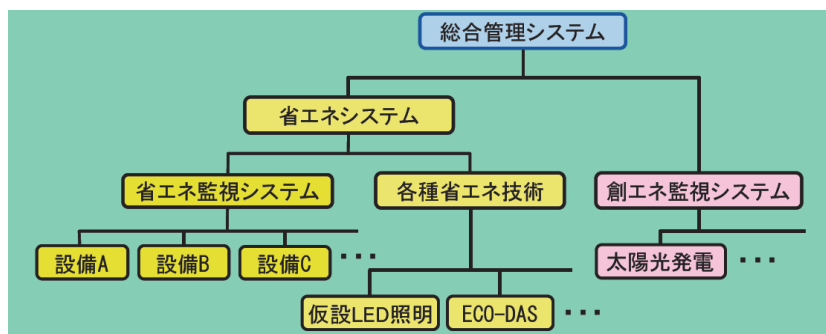 総合管理システム
省エネシステム
省エネ監視システム
各種省エネ技術
創エネ監視システム
設備A
設備B
設備C
・・・
太陽光発電
・・・
仮設LED照明
ECO-DAS
・・・